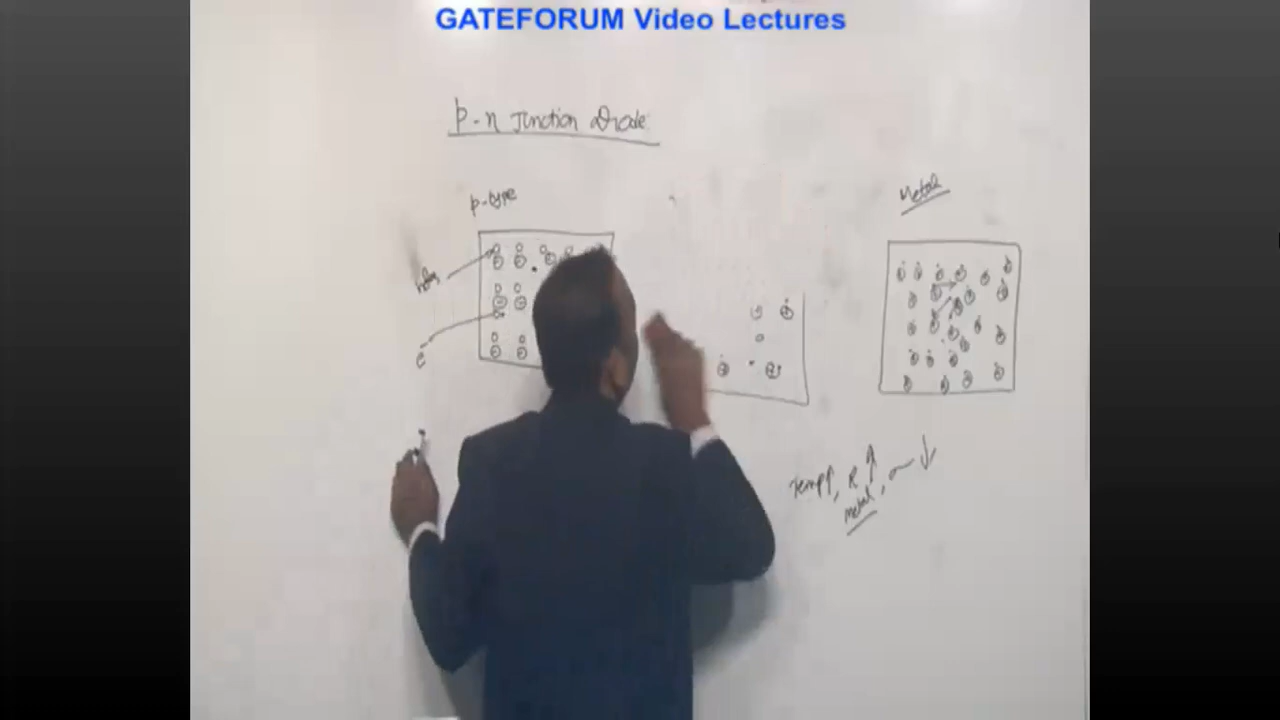 GATEFORUM Video Lectures
p-n Junction Diode
p-type
Metal
holes
e
Temp↑, R↑, σ ↓
Metal